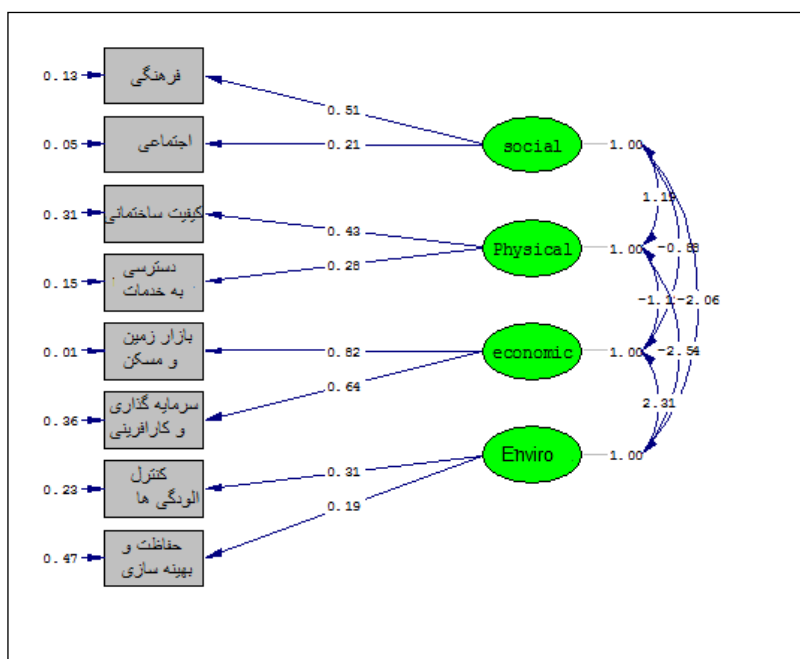 0.13
فرهنگی
0.51
0.05
اجتماعی
0.21
social
1.00
0.31
کیفیت ساختمانی
0.43
1.19
Physical
1.00
0.15
دسترسی
به خدمات
0.28
-1.1
-2.06
0.01
بازار زمین
و مسکن
0.82
economic
1.00
-2.54
0.36
سرمایه گذاری
و کارافرینی
0.64
2.31
Enviro
1.00
0.23
کنترل
الودگی ها
0.31
0.19
0.47
حفاظت و
بهینه سازی